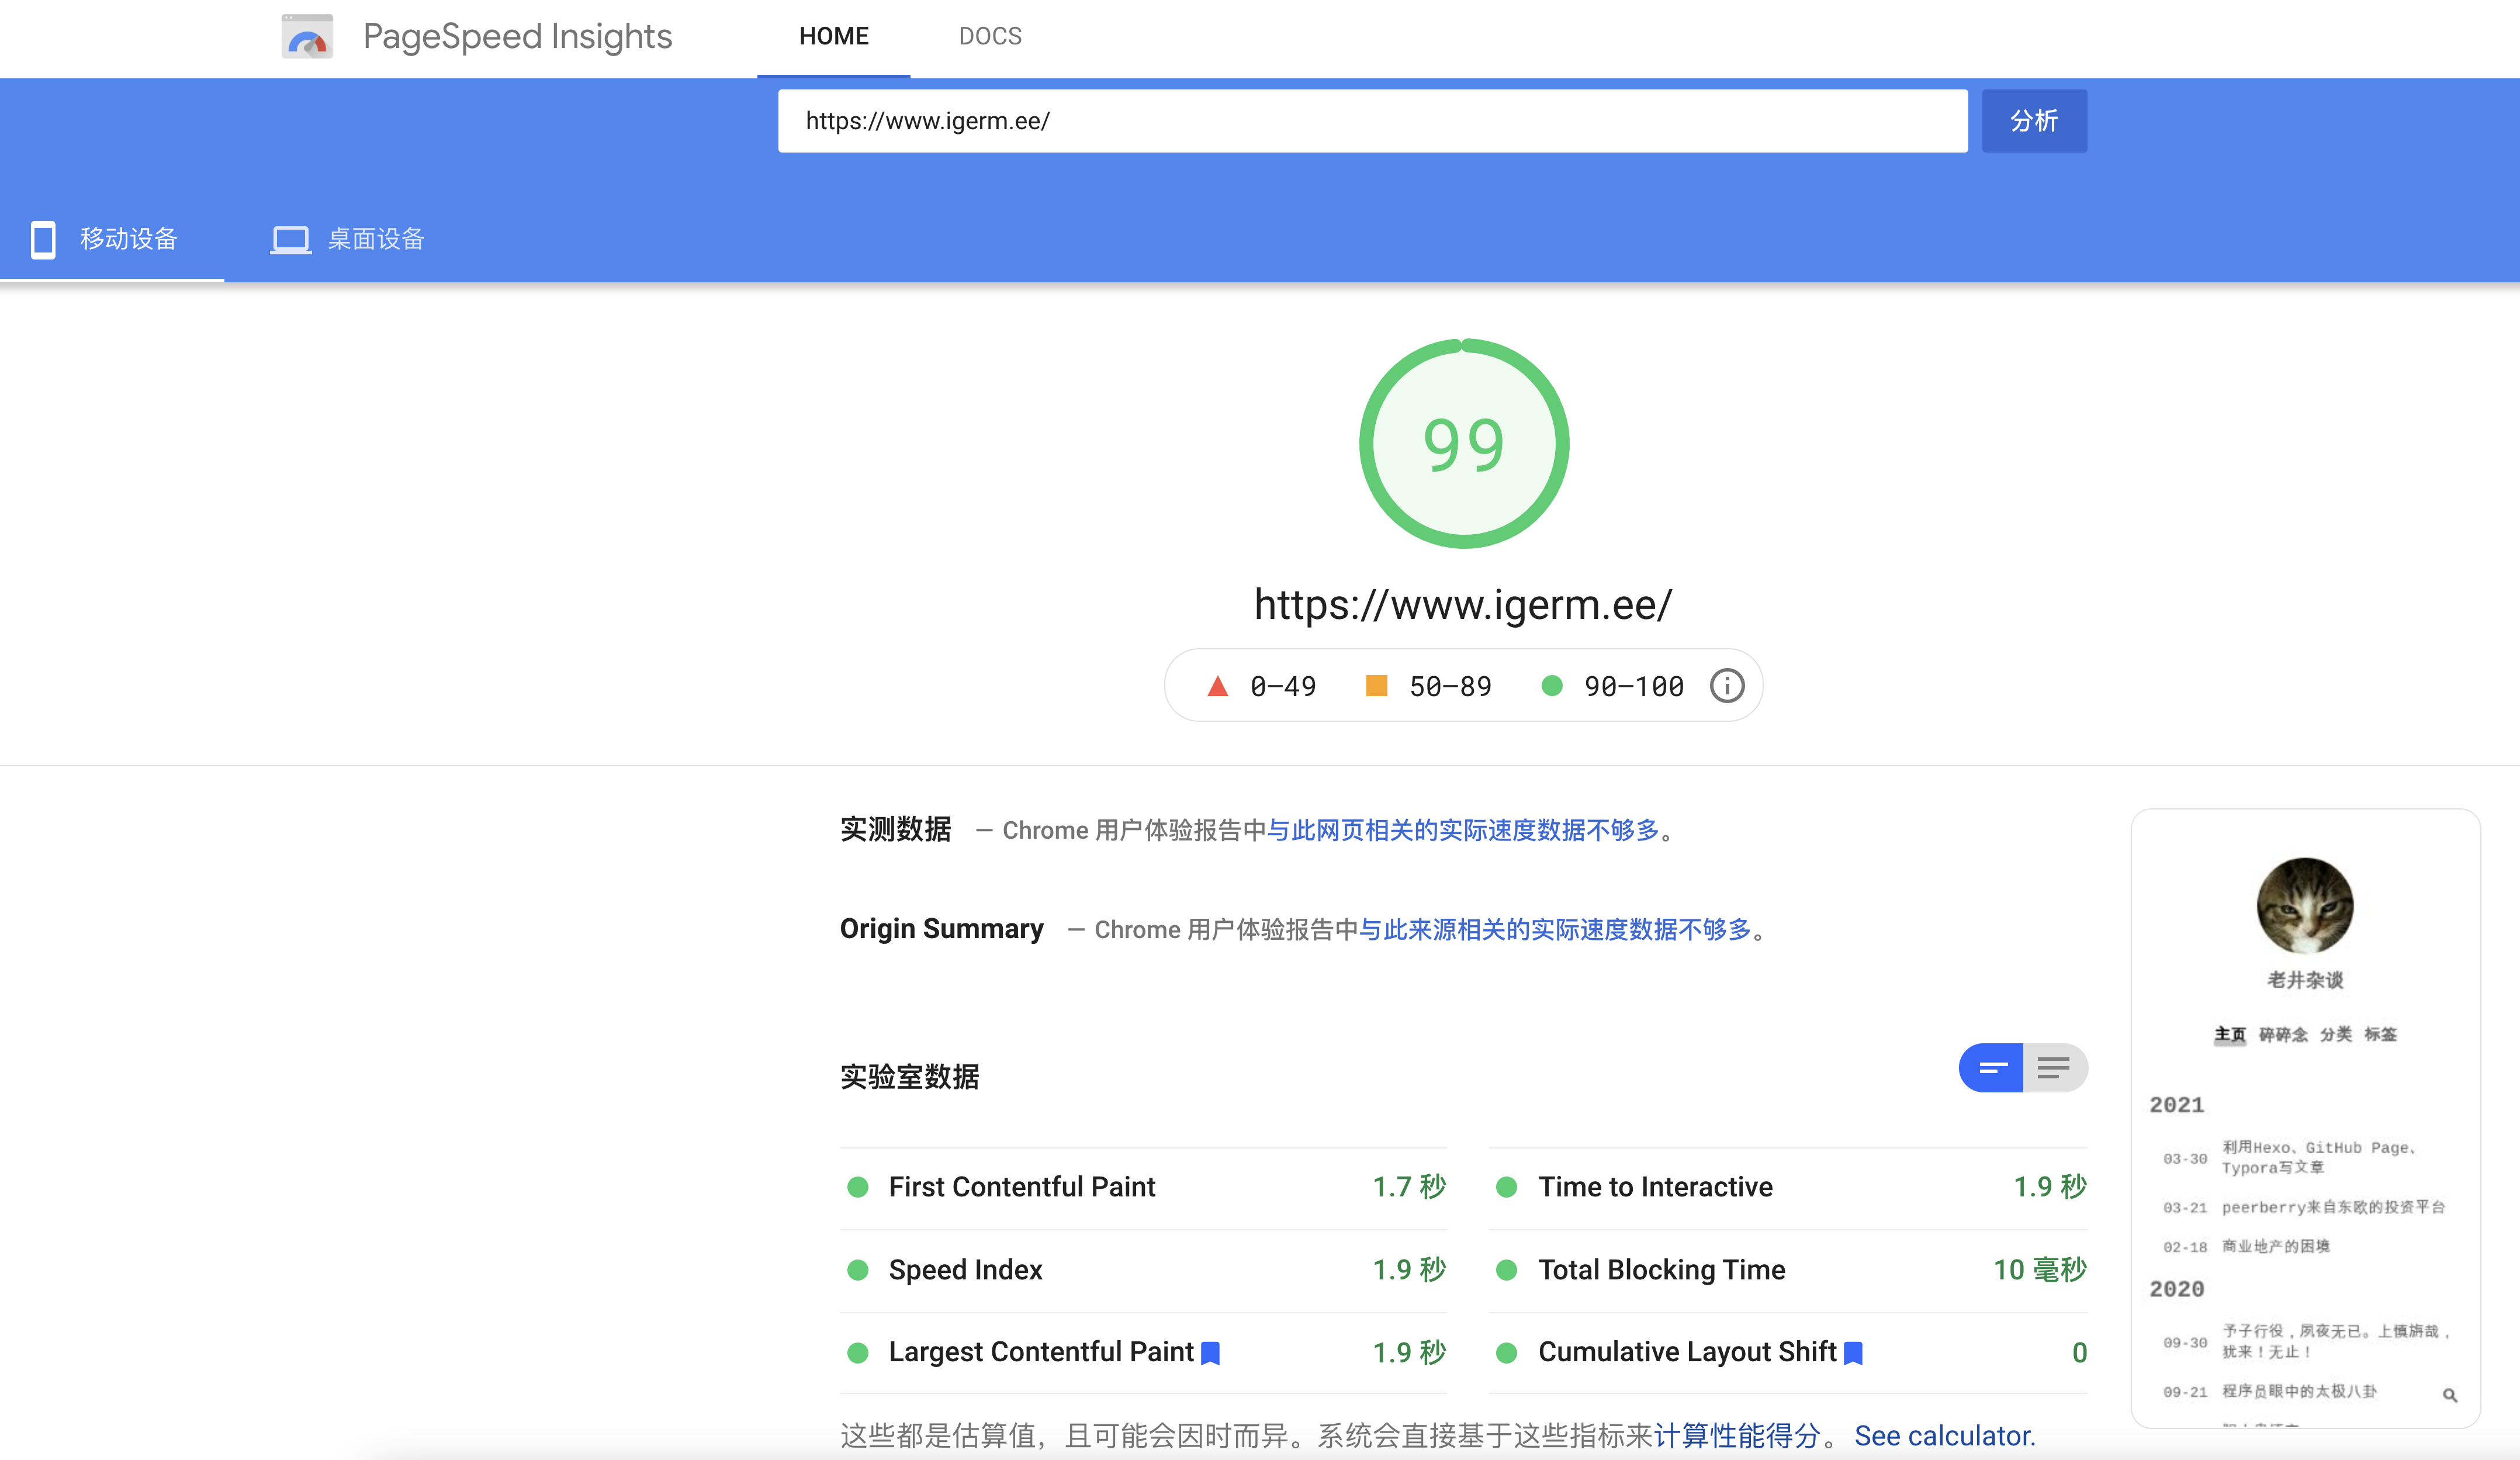 PageSpeed Insights
HOME
DOCS
https://www.igerm.ee/
分析
移动设备
桌面设备
99
https://www.igerm.ee/
0–49
50–89
90–100
实测数据 — Chrome 用户体验报告中与此网页相关的实际速度数据不够多。
Origin Summary — Chrome 用户体验报告中与此来源相关的实际速度数据不够多。
实验室数据
First Contentful Paint 1.7 秒
Time to Interactive 1.9 秒
Speed Index 1.9 秒
Total Blocking Time 10 毫秒
Largest Contentful Paint 1.9 秒
Cumulative Layout Shift 0
这些都是估算值，且可能会因时而异。系统会直接基于这些指标来计算性能得分。 See calculator.
老井杂谈
主页 碎碎念 分类 标签
2021
03-30 利用Hexo、GitHub Page、
Typora写文章
03-21 peerberry来自东欧的投资平台
02-18 商业地产的困境
2020
09-30 予子行役，夙夜无已。上慎旃哉，
犹来！无止！
09-21 程序员眼中的太极八卦